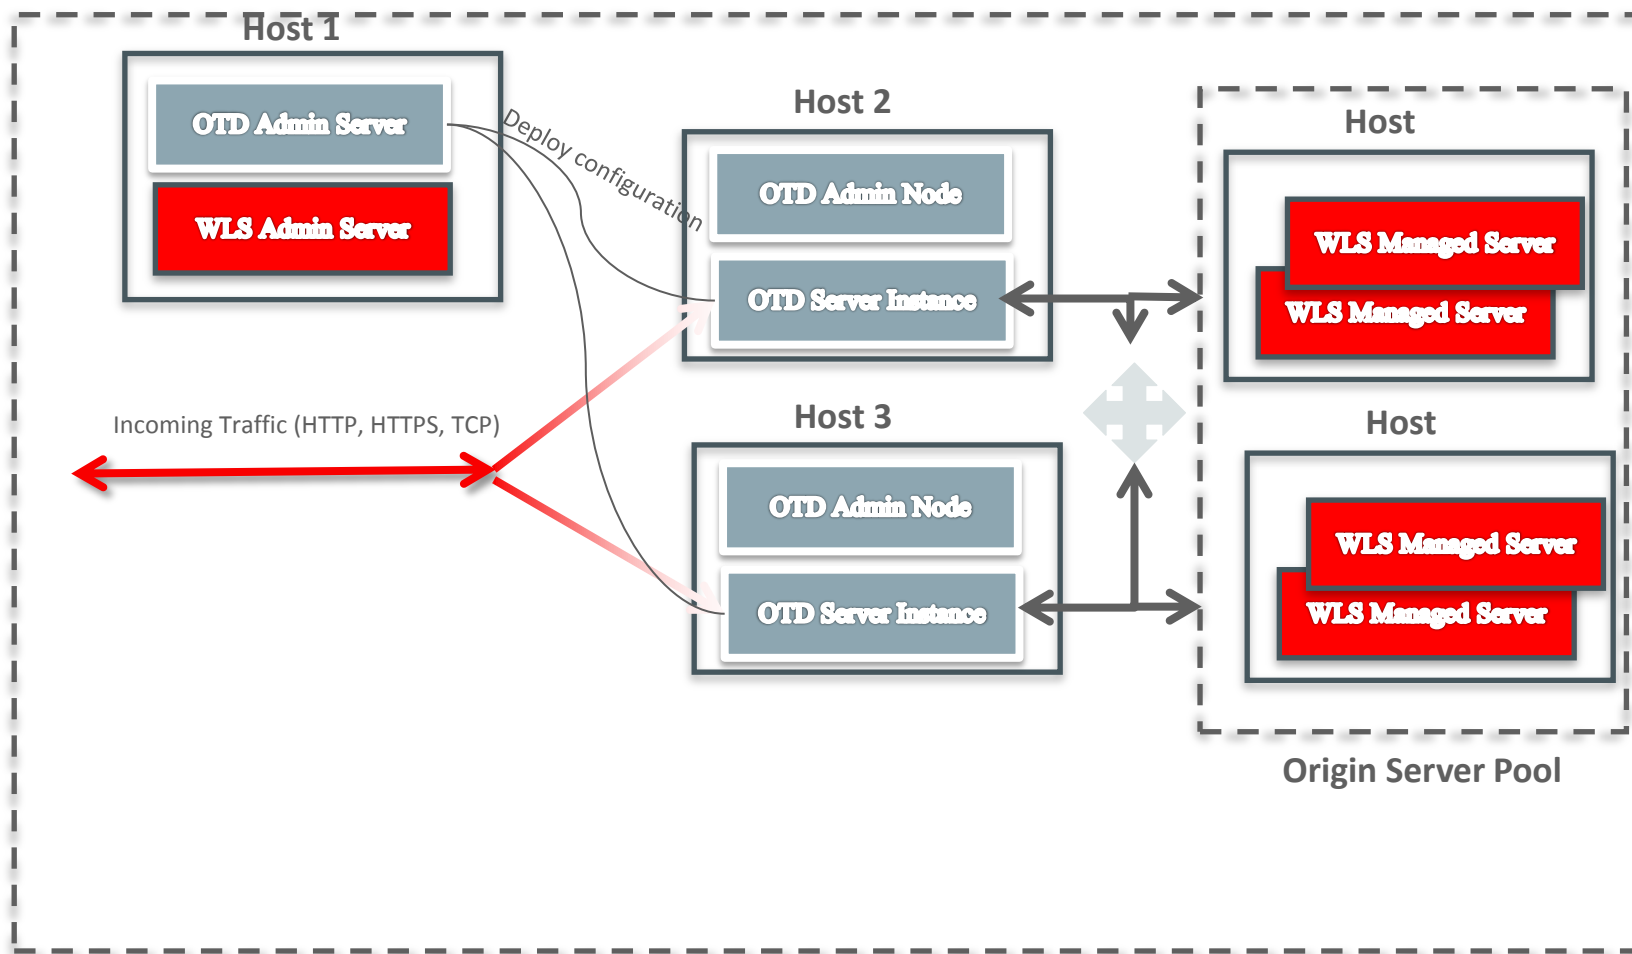 Host 1
OTD Admin Server
WLS Admin Server
Deploy configuration
Host 2
OTD Admin Node
OTD Server Instance
Incoming Traffic (HTTP, HTTPS, TCP)
Host 3
OTD Admin Node
OTD Server Instance
Host
WLS Managed Server
WLS Managed Server
Host
WLS Managed Server
WLS Managed Server
Origin Server Pool